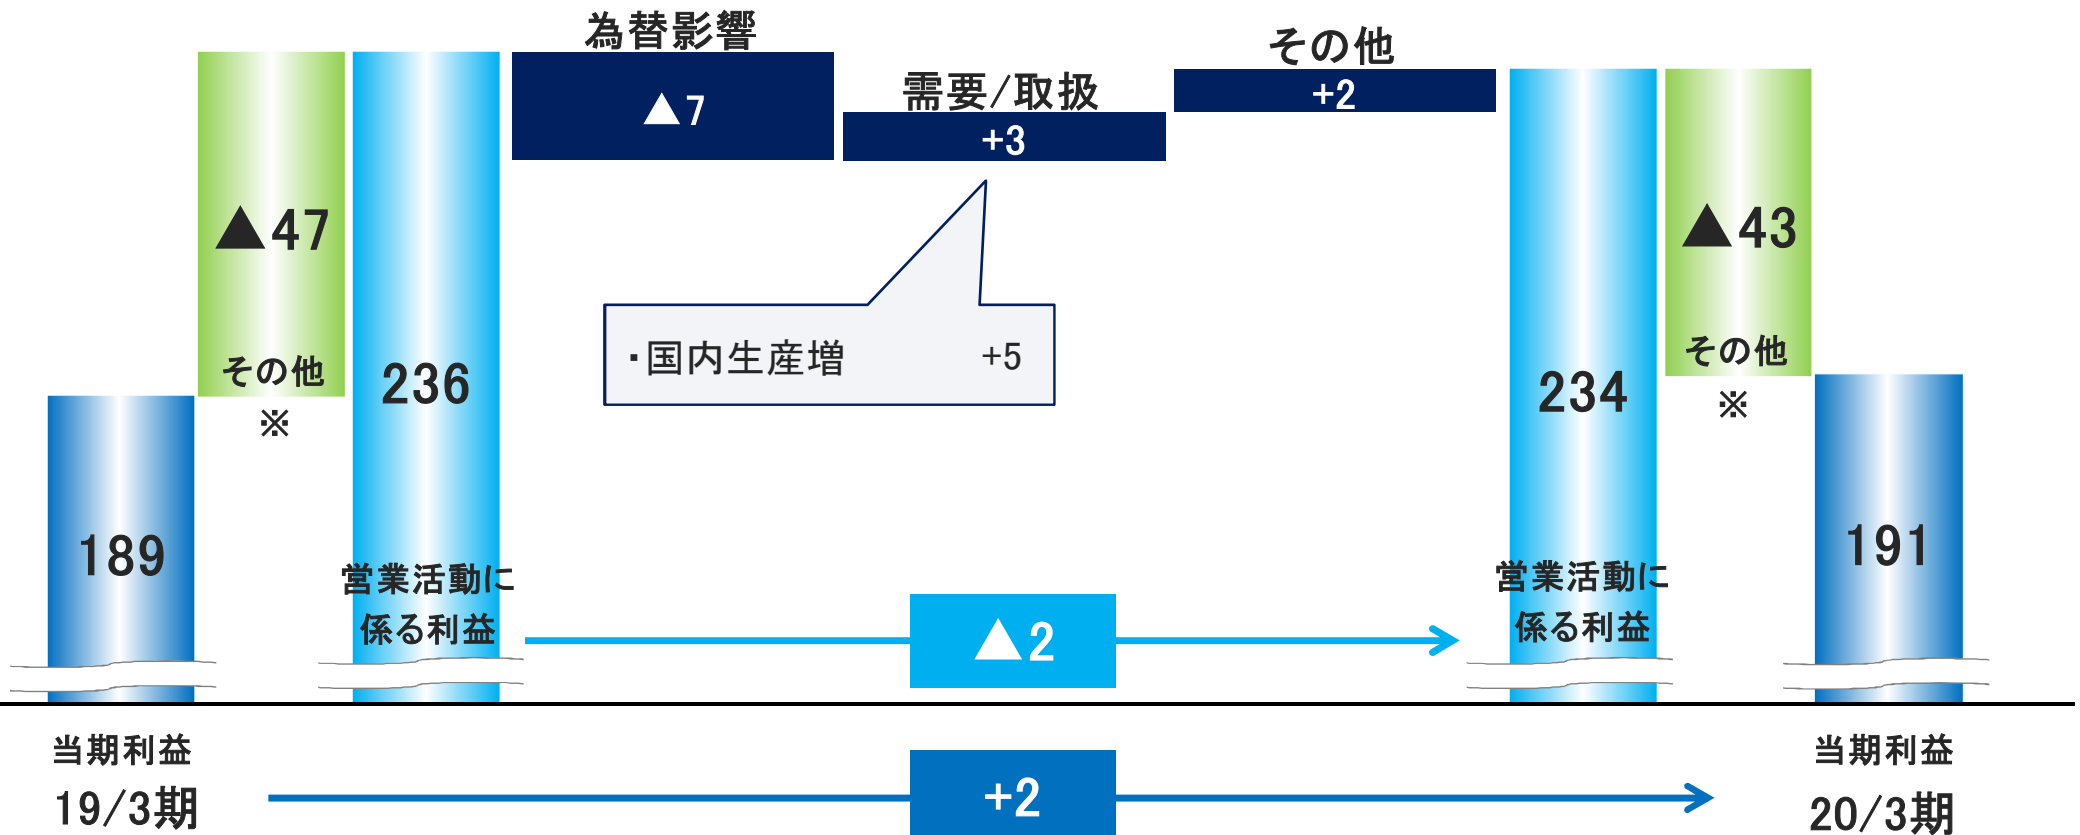 為替影響
▲7
需要/取扱
+3
その他
+2
▲47
その他
※
236
営業活動に
係る利益
189
・国内生産増 +5
▲2
234
営業活動に
係る利益
▲43
その他
※
191
当期利益
19/3期
+2
当期利益
20/3期